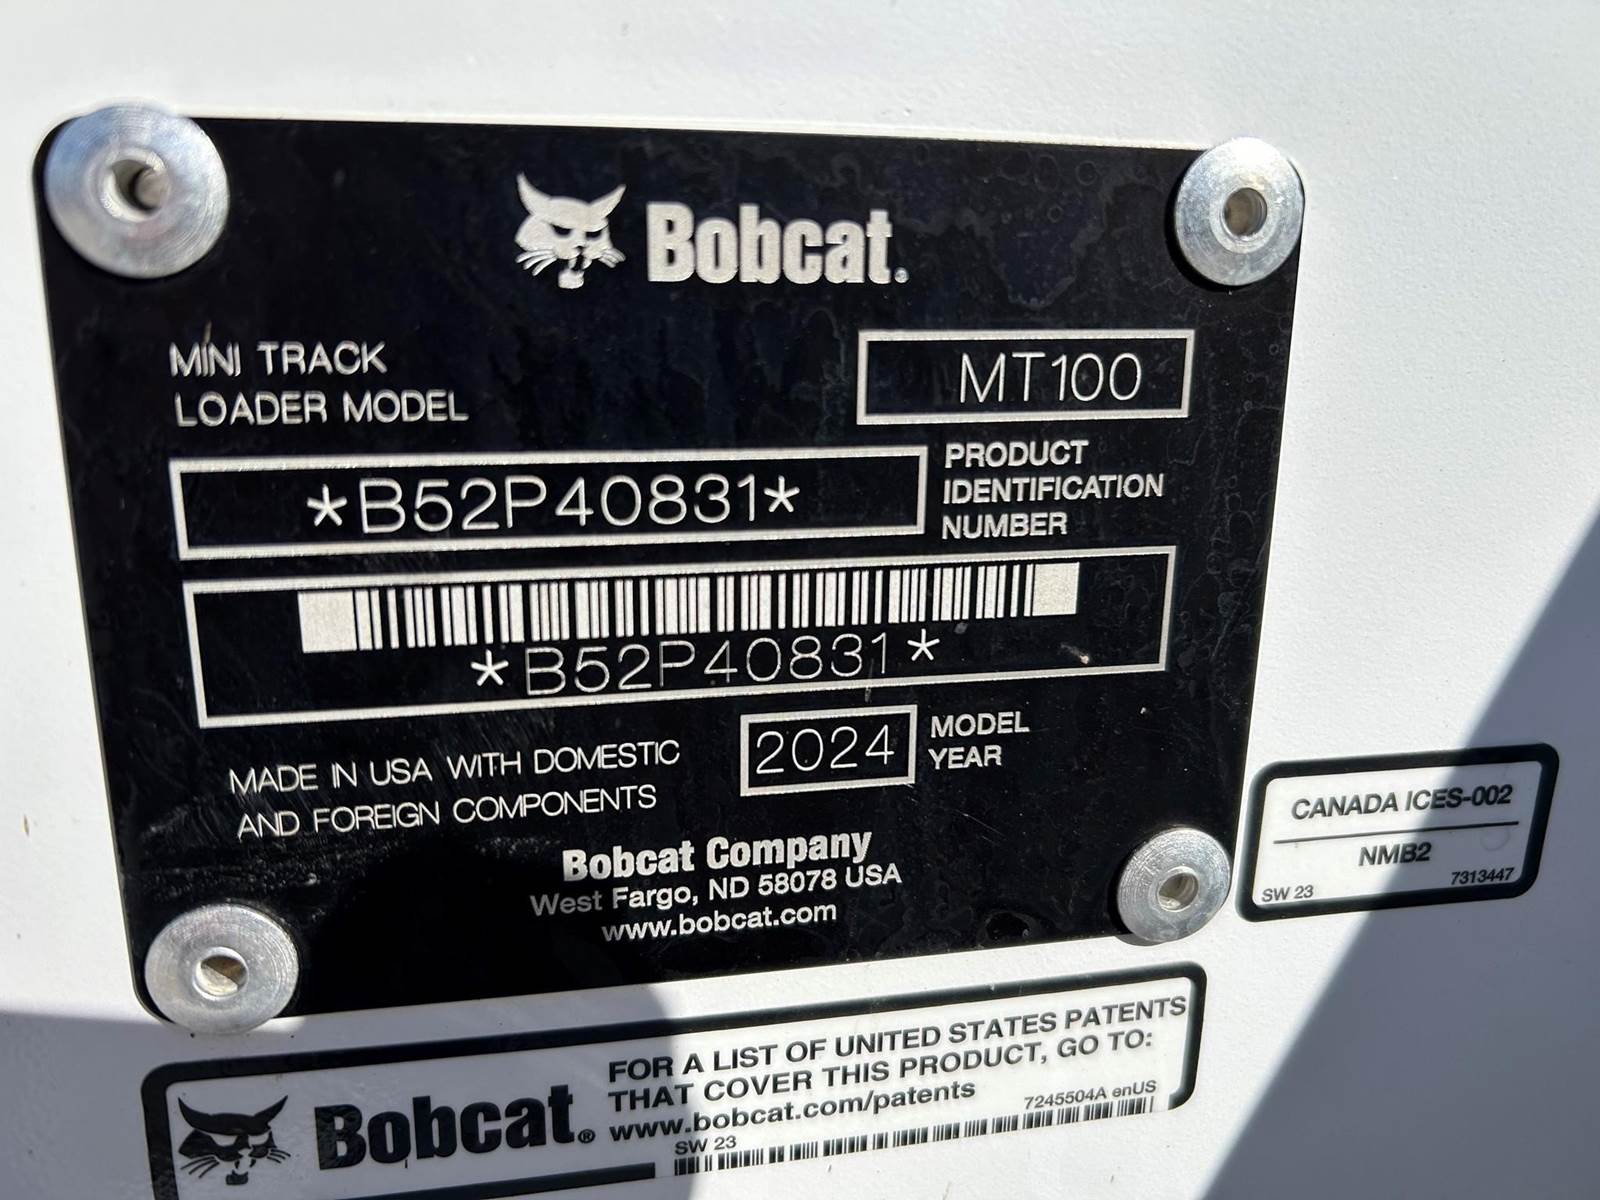 Bobcat.
MINI TRACK
LOADER MODEL
MT100
*B52P40831*
PRODUCT
IDENTIFICATION
NUMBER
*B52P40831*
MADE IN USA WITH DOMESTIC
AND FOREIGN COMPONENTS
2024
MODEL
YEAR
Bobcat Company
West Fargo, ND 58078 USA
www.bobcat.com
CANADA ICES-002
NMB2
SW 23
7313447
Bobcat®
FOR A LIST OF UNITED STATES PATENTS
THAT COVER THIS PRODUCT, GO TO:
www.bobcat.com/patents
7245504A enUS
SW 23